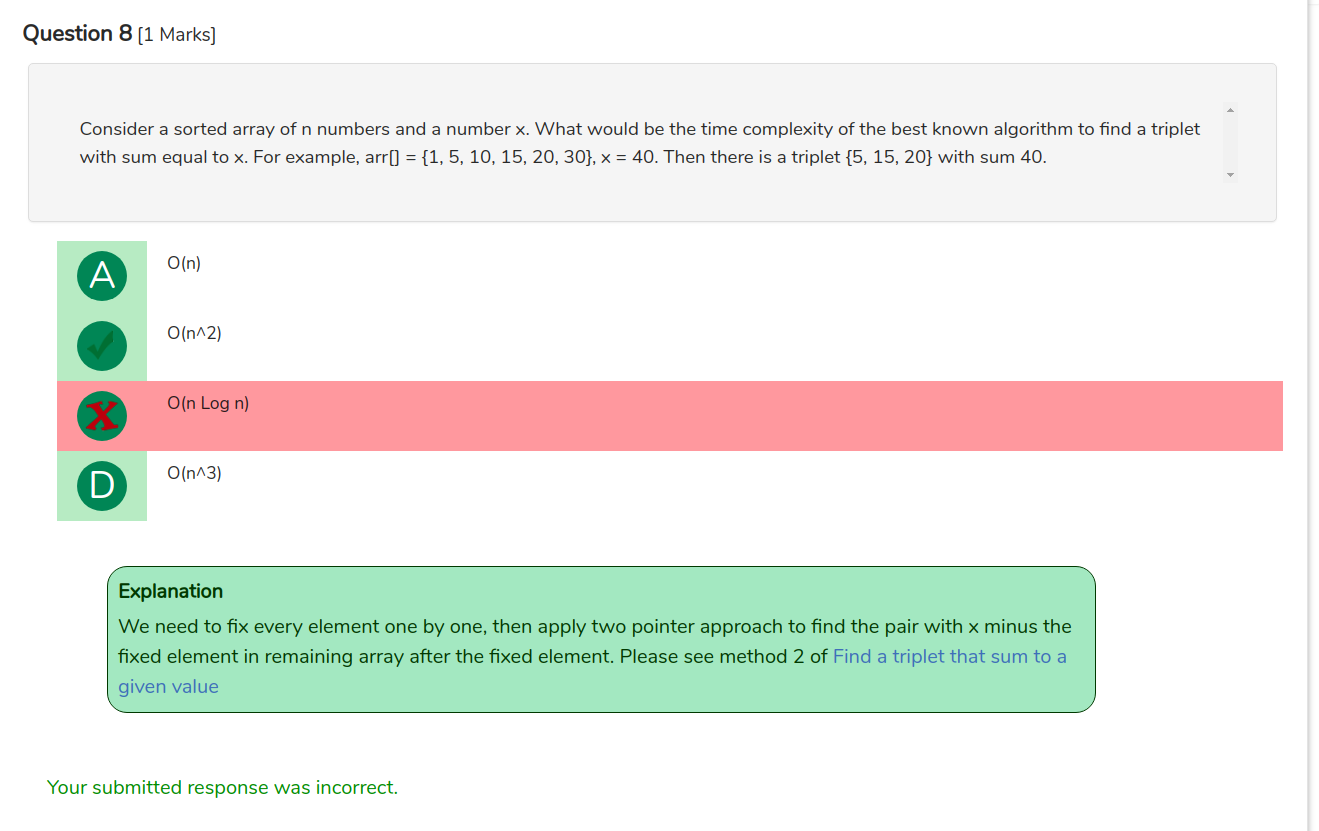 Question 8 [1 Marks]
Consider a sorted array of n numbers and a number x. What would be the time complexity of the best known algorithm to find a triplet
with sum equal to x. For example, arr[] = {1, 5, 10, 15, 20, 30}, x = 40. Then there is a triplet {5, 15, 20} with sum 40.
A O(n)
O(n^2)
X O(n Log n)
D O(n^3)
Explanation
We need to fix every element one by one, then apply two pointer approach to find the pair with x minus the
fixed element in remaining array after the fixed element. Please see method 2 of Find a triplet that sum to a
given value
Your submitted response was incorrect.